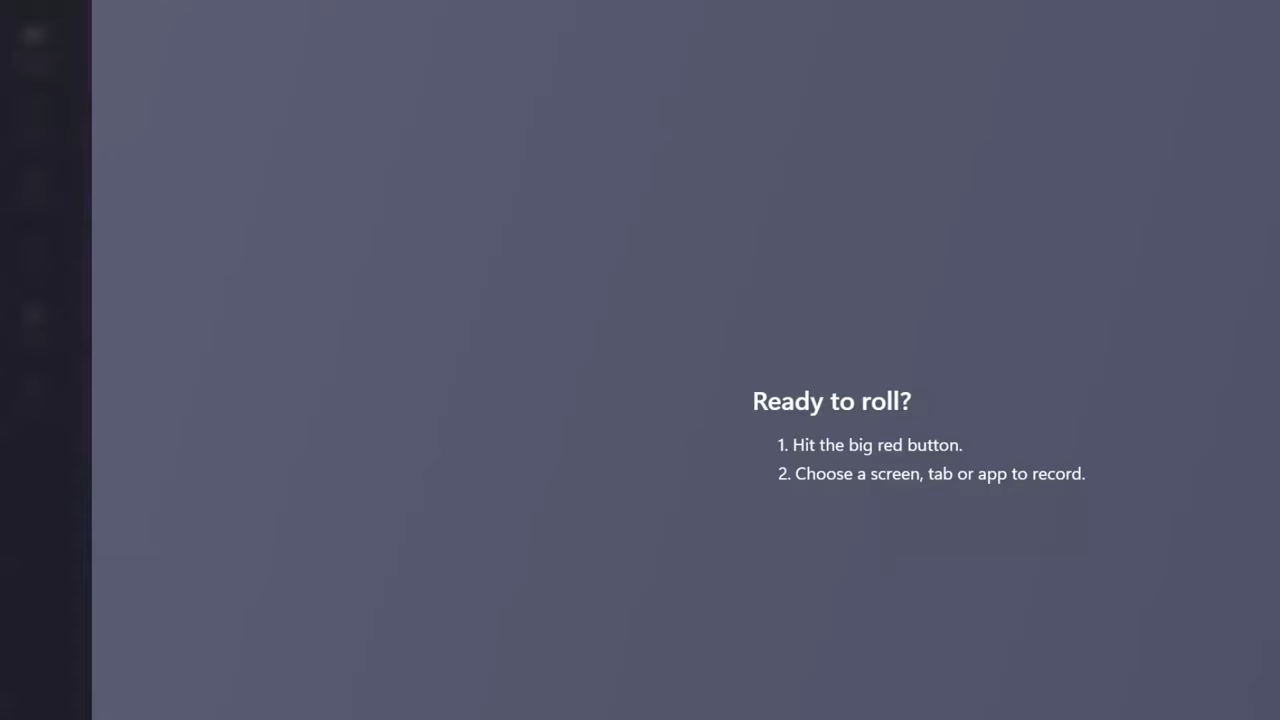 Ready to roll?
1. Hit the big red button.
2. Choose a screen, tab or app to record.